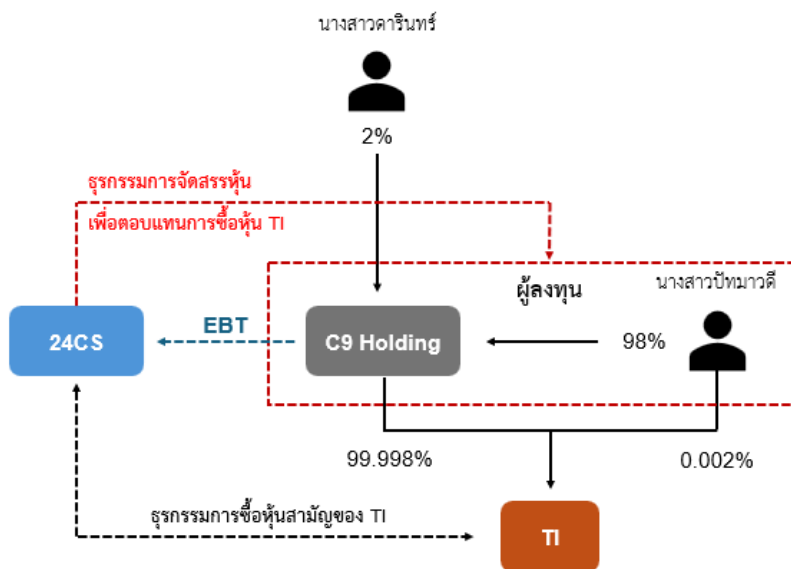 นางสาวดารินทร์
2%
ธุรกรรมการจัดสรรหุ้น
เพื่อตอบแทนการซื้อหุ้น TI
ผู้ลงทุน
นางสาวปัทมาวดี
24CS
EBT
C9 Holding
98%
99.998%
0.002%
ธุรกรรมการซื้อหุ้นสามัญของ TI
TI